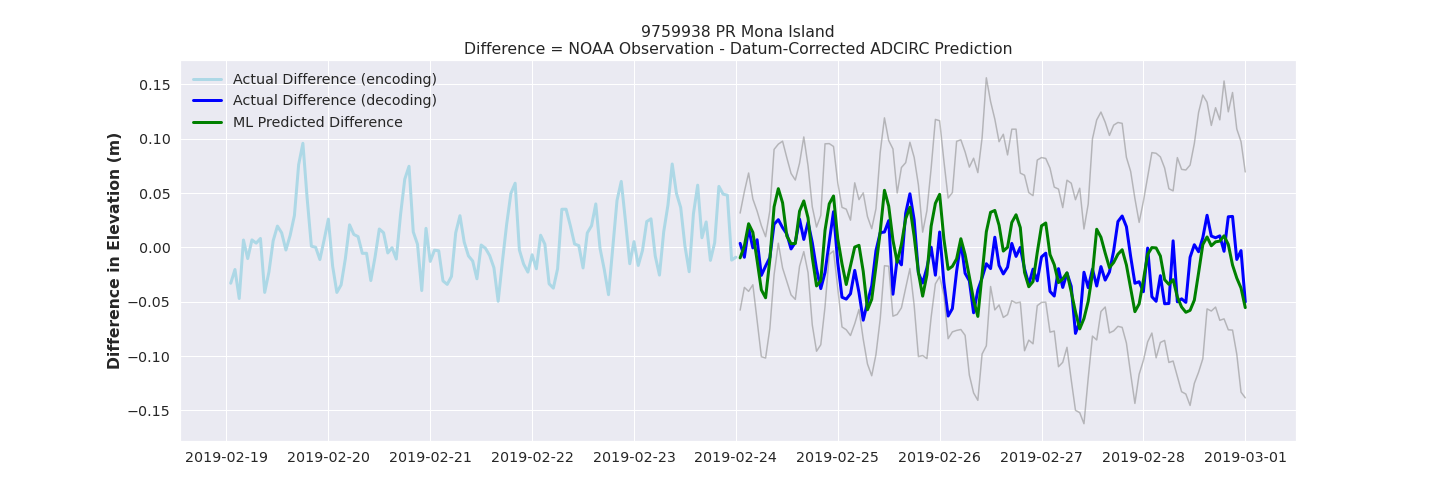 9759938 PR Mona Island
Difference = NOAA Observation - Datum-Corrected ADCIRC Prediction
Actual Difference (encoding)
Actual Difference (decoding)
ML Predicted Difference
Difference in Elevation (m)
0.15
0.10
0.05
0.00
−0.05
−0.10
−0.15
2019-02-19 2019-02-20 2019-02-21 2019-02-22 2019-02-23 2019-02-24 2019-02-25 2019-02-26 2019-02-27 2019-02-28 2019-03-01